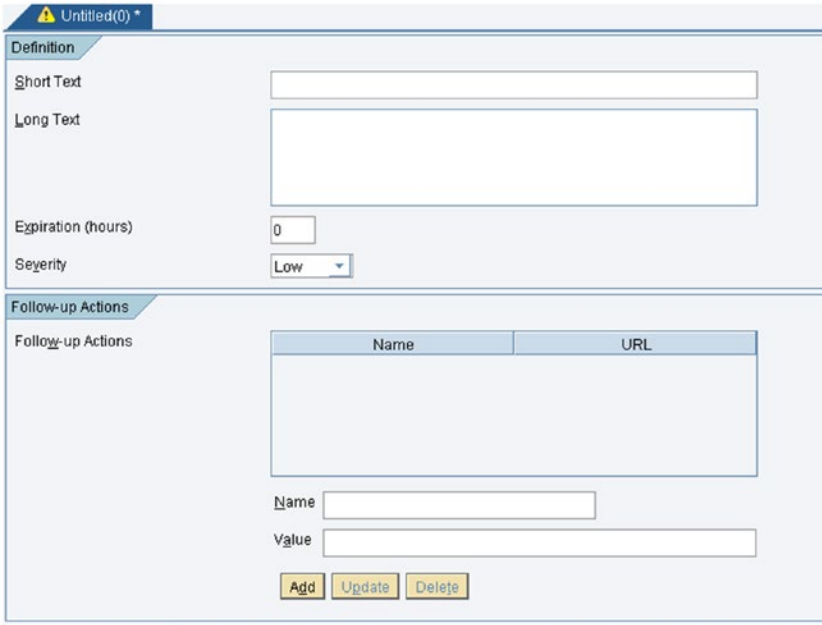 Untitled(0) *
Definition
Short Text
Long Text
Expiration (hours)
0
Severity
Low
Follow-up Actions
Follow-up Actions
Name URL
Name
Value
Add Update Delete